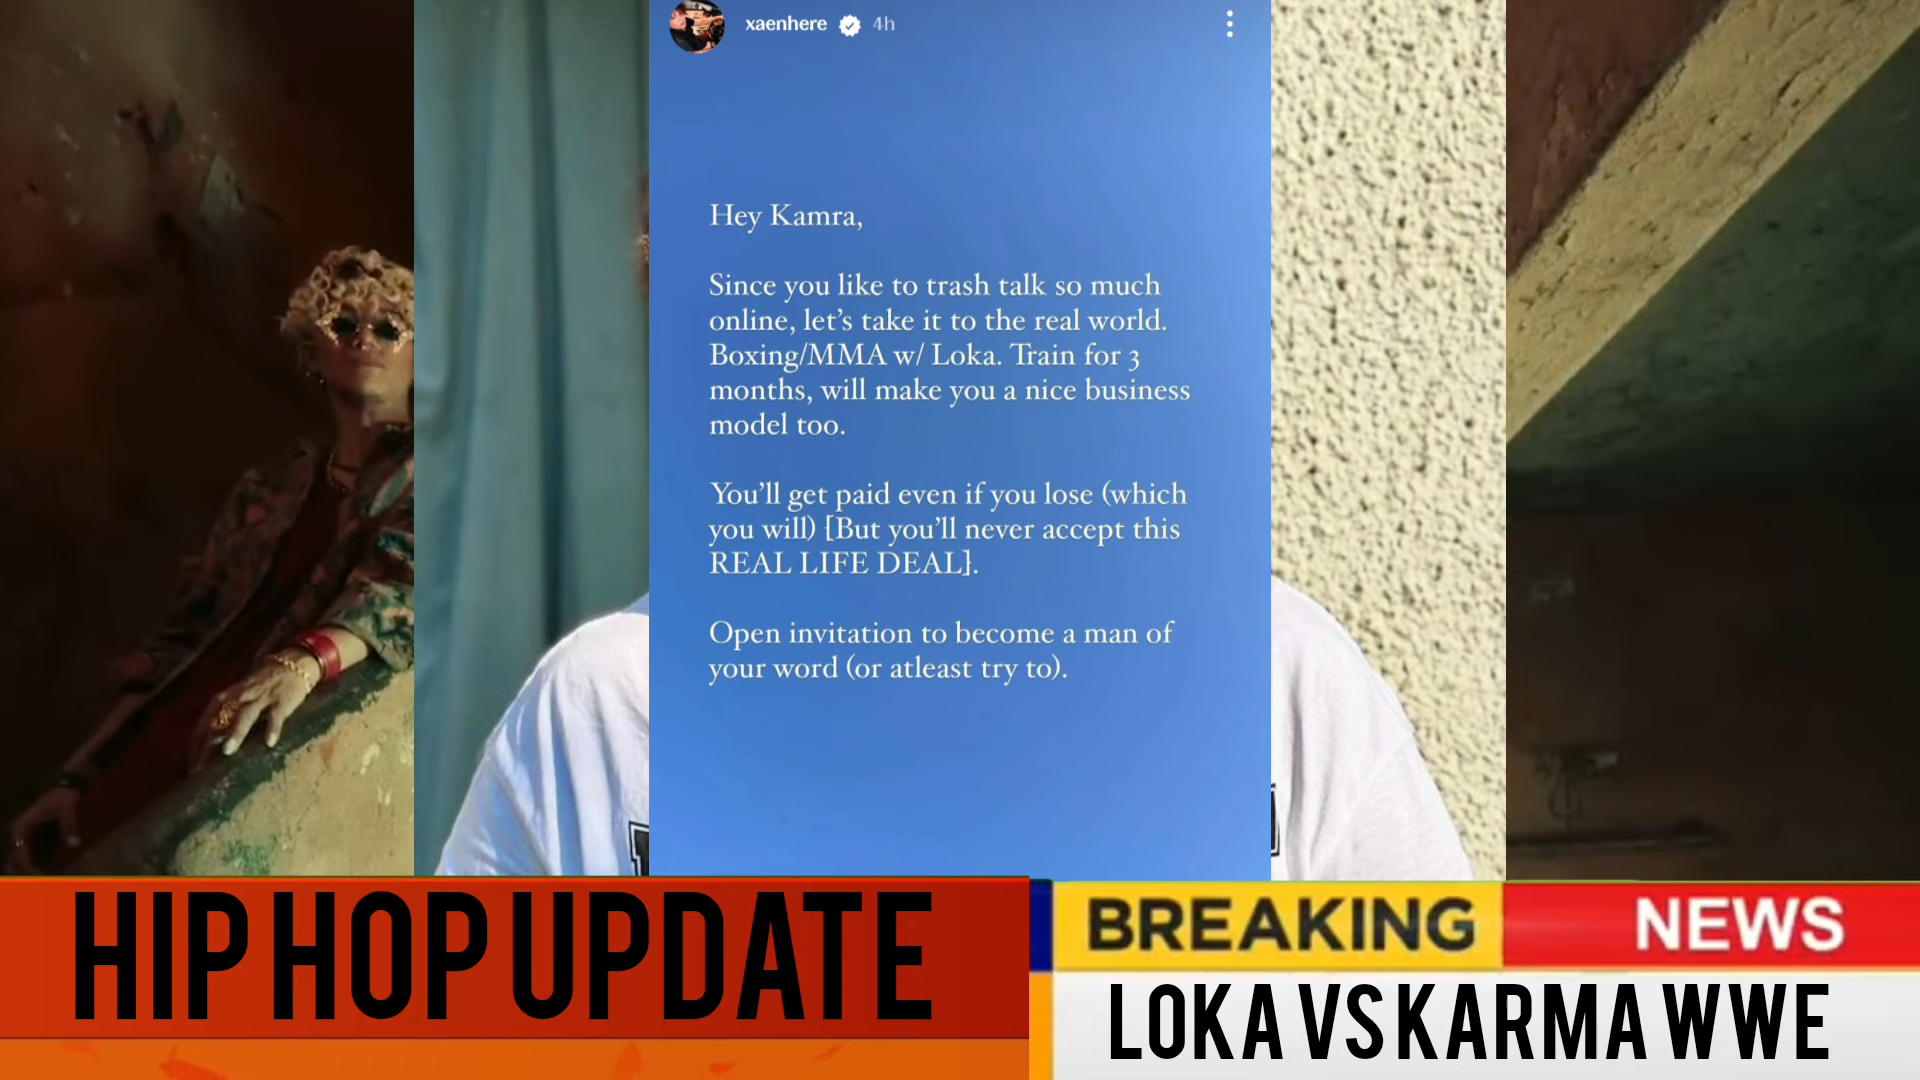 xaenhere 4h
Hey Kamra,
Since you like to trash talk so much
online, let's take it to the real world.
Boxing/MMA w/ Loka. Train for 3
months, will make you a nice business
model too.
You'll get paid even if you lose (which
you will) [But you'll never accept this
REAL LIFE DEAL].
Open invitation to become a man of
your word (or atleast try to).
HIP HOP UPDATE
BREAKING NEWS
LOKA VS KARMA WWE